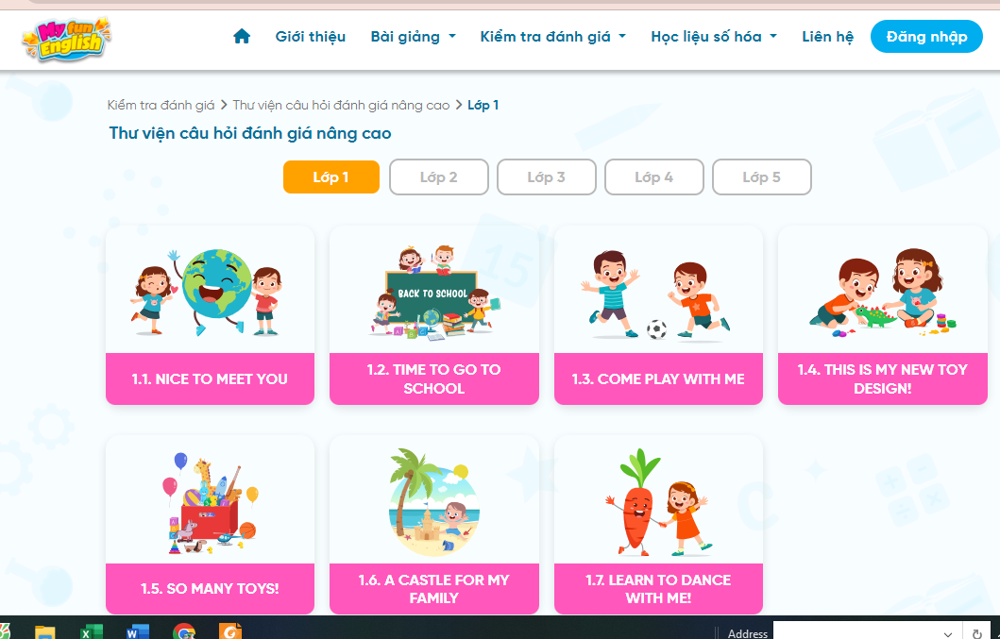 My fun
English
Giới thiệu Bài giảng Kiểm tra đánh giá Học liệu số hóa Liên hệ Đăng nhập
Kiểm tra đánh giá > Thư viện câu hỏi đánh giá nâng cao > Lớp 1
Thư viện câu hỏi đánh giá nâng cao
Lớp 1 Lớp 2 Lớp 3 Lớp 4 Lớp 5
15
BACK TO SCHOOL
A B C
1.1. NICE TO MEET YOU
1.2. TIME TO GO TO
SCHOOL
1.3. COME PLAY WITH ME
1.4. THIS IS MY NEW TOY
DESIGN!
1.5. SO MANY TOYS!
1.6. A CASTLE FOR MY
FAMILY
1.7. LEARN TO DANCE
WITH ME!
Address